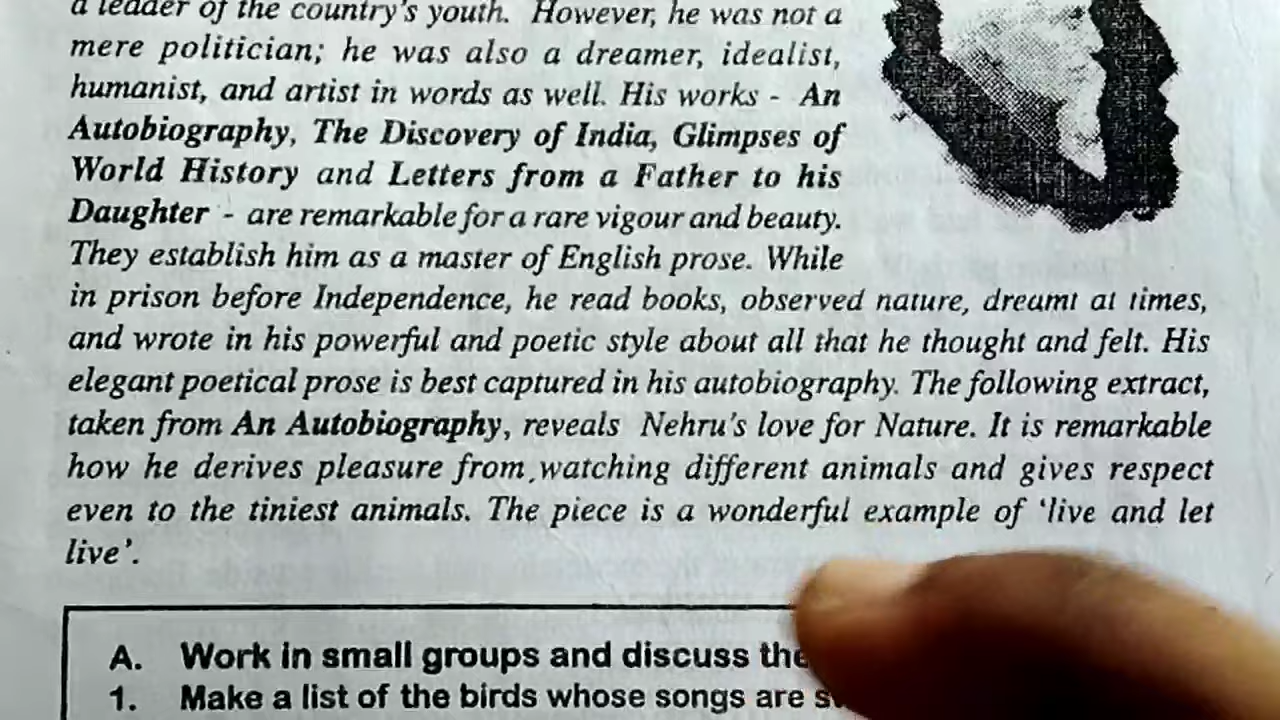 a leader of the country's youth. However, he was not a
mere politician; he was also a dreamer, idealist,
humanist, and artist in words as well. His works - An
Autobiography, The Discovery of India, Glimpses of
World History and Letters from a Father to his
Daughter - are remarkable for a rare vigour and beauty.
They establish him as a master of English prose. While
in prison before Independence, he read books, observed nature, dreamt at times,
and wrote in his powerful and poetic style about all that he thought and felt. His
elegant poetical prose is best captured in his autobiography. The following extract,
taken from An Autobiography, reveals Nehru's love for Nature. It is remarkable
how he derives pleasure from watching different animals and gives respect
even to the tiniest animals. The piece is a wonderful example of 'live and let
live'.
A. Work in small groups and discuss the
1. Make a list of the birds whose songs are